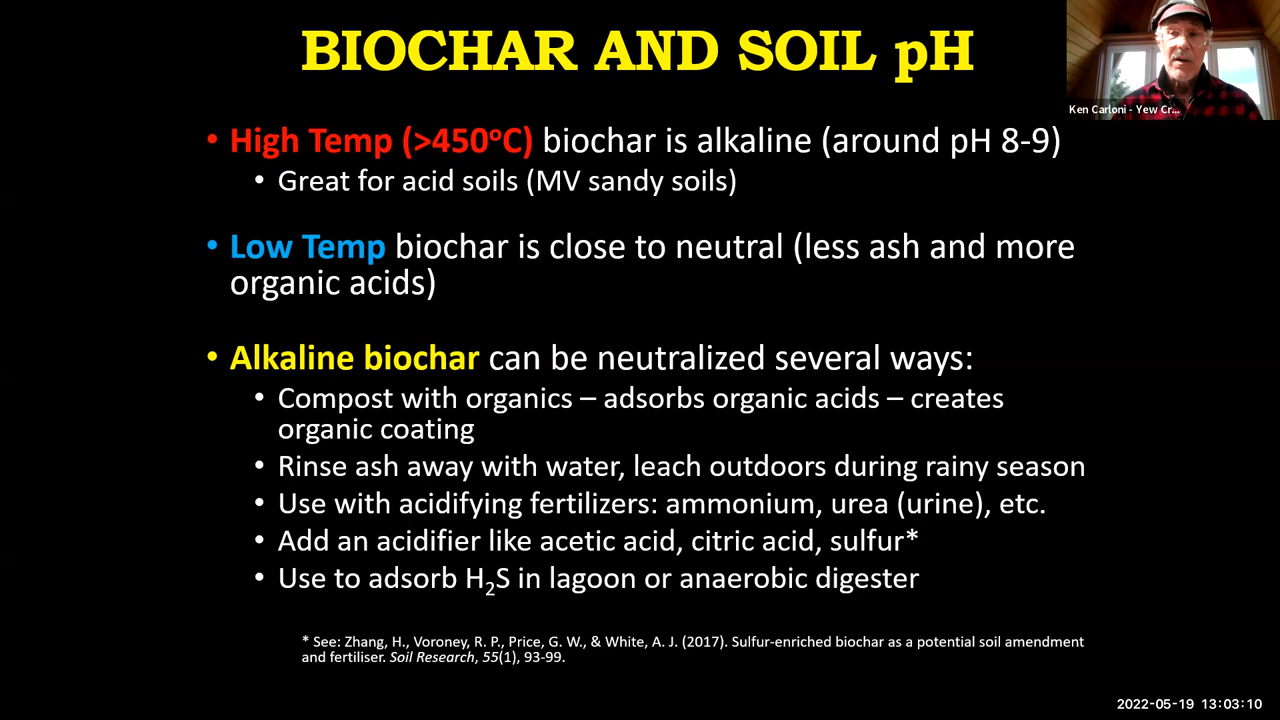 BIOCHAR AND SOIL pH
Ken Carloni - Yew Cr...
• High Temp (>450ºC) biochar is alkaline (around pH 8-9)
• Great for acid soils (MV sandy soils)
• Low Temp biochar is close to neutral (less ash and more
organic acids)
• Alkaline biochar can be neutralized several ways:
• Compost with organics – adsorbs organic acids – creates
organic coating
• Rinse ash away with water, leach outdoors during rainy season
• Use with acidifying fertilizers: ammonium, urea (urine), etc.
• Add an acidifier like acetic acid, citric acid, sulfur*
• Use to adsorb H₂S in lagoon or anaerobic digester
* See: Zhang, H., Voroney, R. P., Price, G. W., & White, A. J. (2017). Sulfur-enriched biochar as a potential soil amendment
and fertiliser. Soil Research, 55(1), 93-99.
2022-05-19 13:03:10